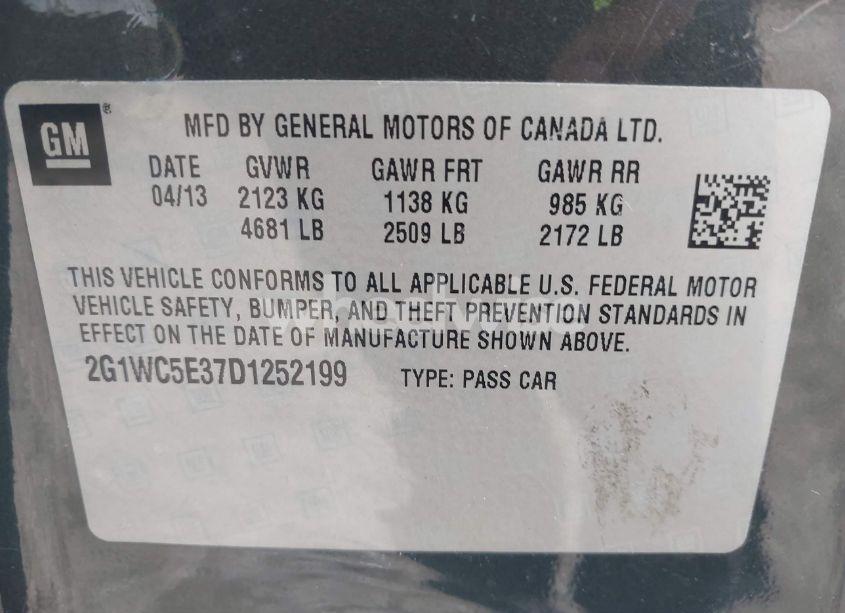 GM
MFD BY GENERAL MOTORS OF CANADA LTD.
DATE GVWR GAWR FRT GAWR RR
04/13 2123 KG 1138 KG 985 KG
4681 LB 2509 LB 2172 LB
THIS VEHICLE CONFORMS TO ALL APPLICABLE U.S. FEDERAL MOTOR
VEHICLE SAFETY, BUMPER, AND THEFT PREVENTION STANDARDS IN
EFFECT ON THE DATE OF MANUFACTURE SHOWN ABOVE.
2G1WC5E37D1252199 TYPE: PASS CAR